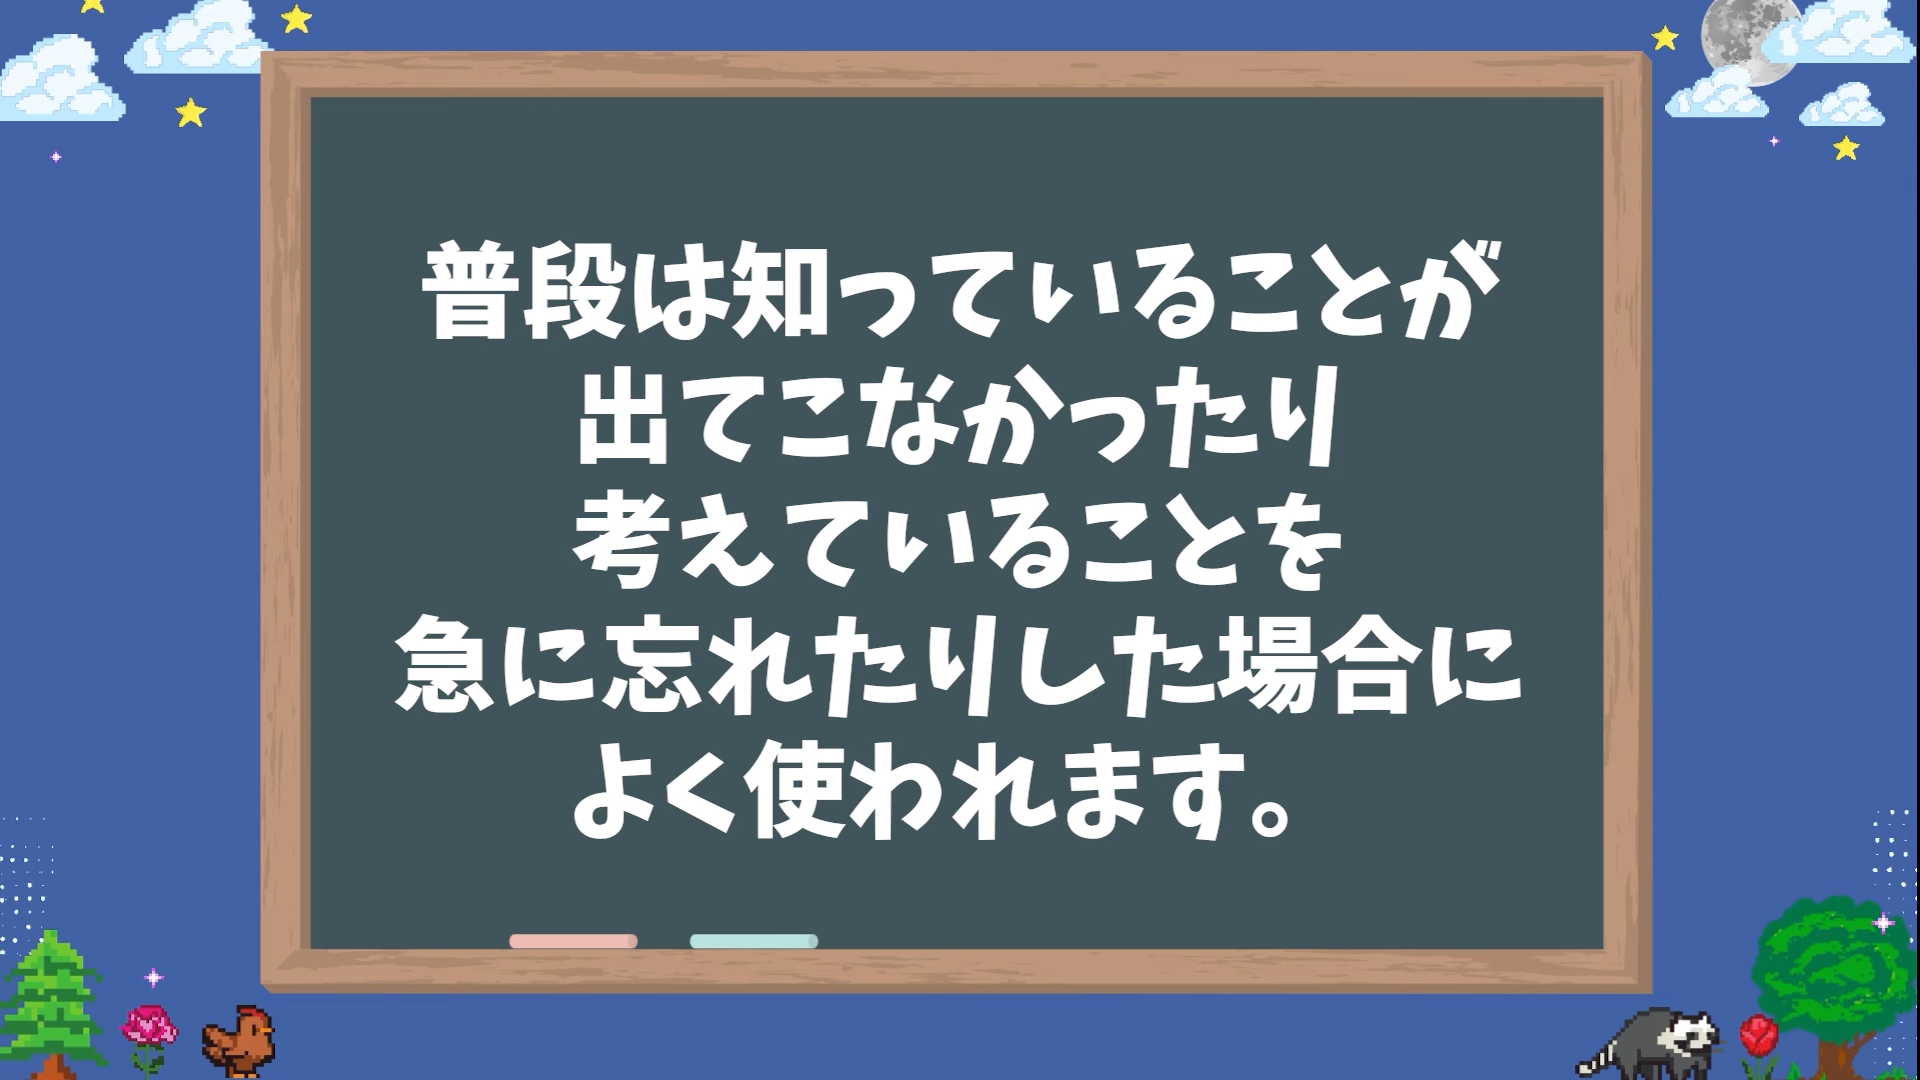 普段は知っていることが
出てこなかったり
考えていることを
急に忘れたりした場合に
よく使われます。